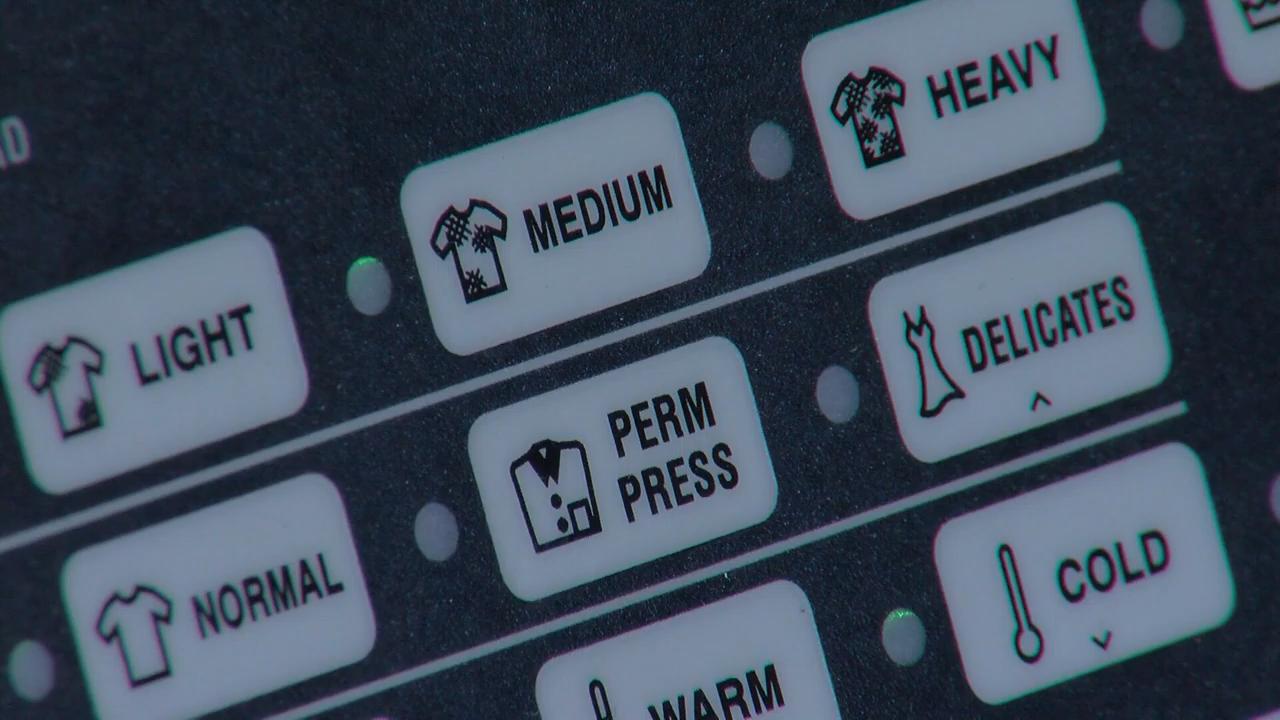 LIGHT
MEDIUM
HEAVY
NORMAL
PERM
PRESS
DELICATES
WARM
COLD